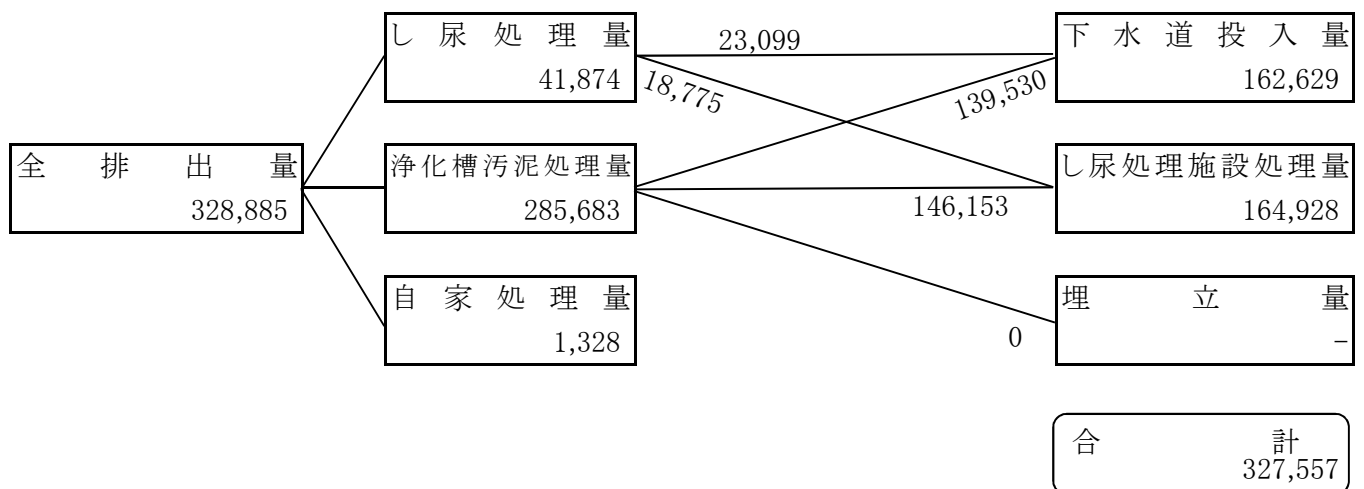 全排出量
328,885
し尿処理量
41,874
浄化槽汚泥処理量
285,683
自家処理量
1,328
23,099
18,775
139,530
146,153
0
下水道投入量
162,629
し尿処理施設処理量
164,928
埋立量
-
合計
327,557